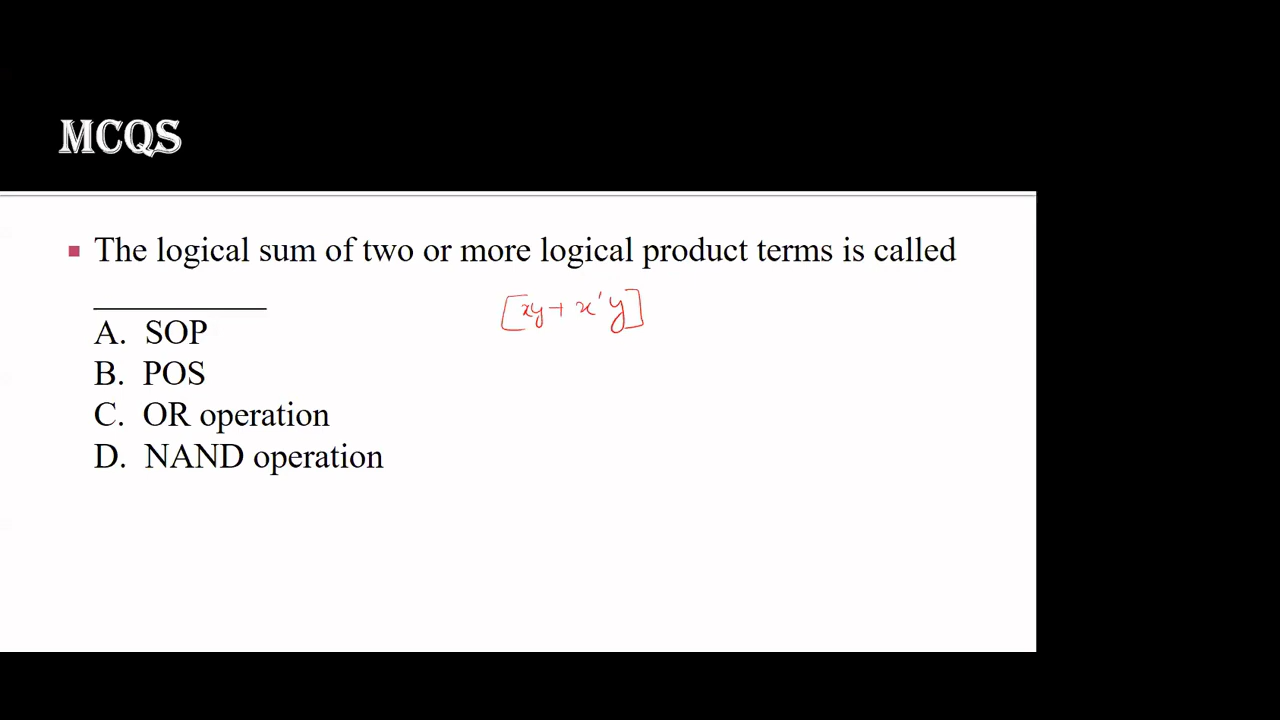 MCQS
▪ The logical sum of two or more logical product terms is called
__________
[xy + x'y]
A. SOP
B. POS
C. OR operation
D. NAND operation